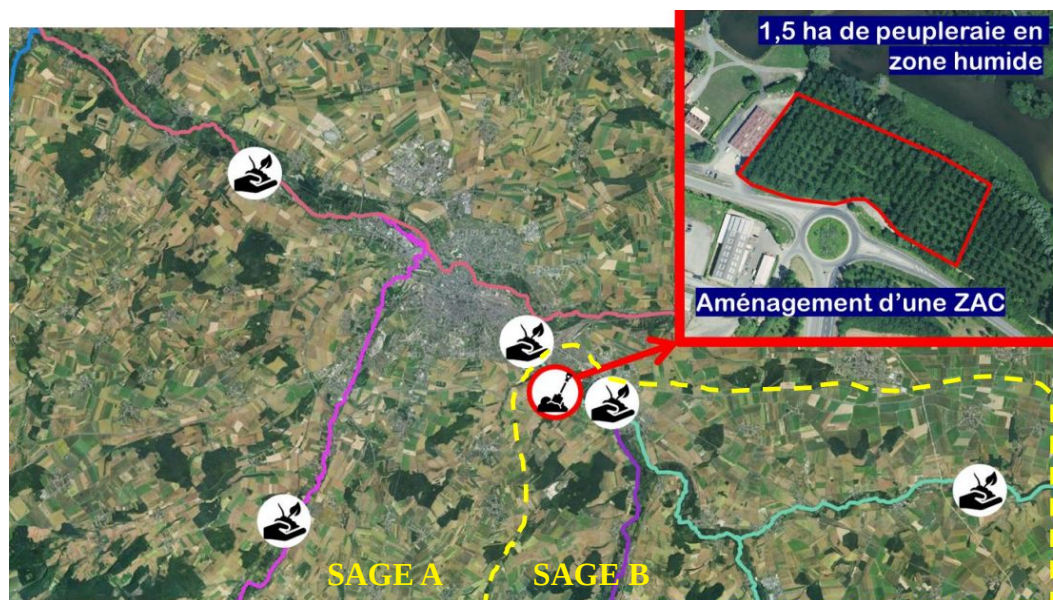 1,5 ha de peupleraie en
zone humide
Aménagement d'une ZAC
SAGE A
SAGE B